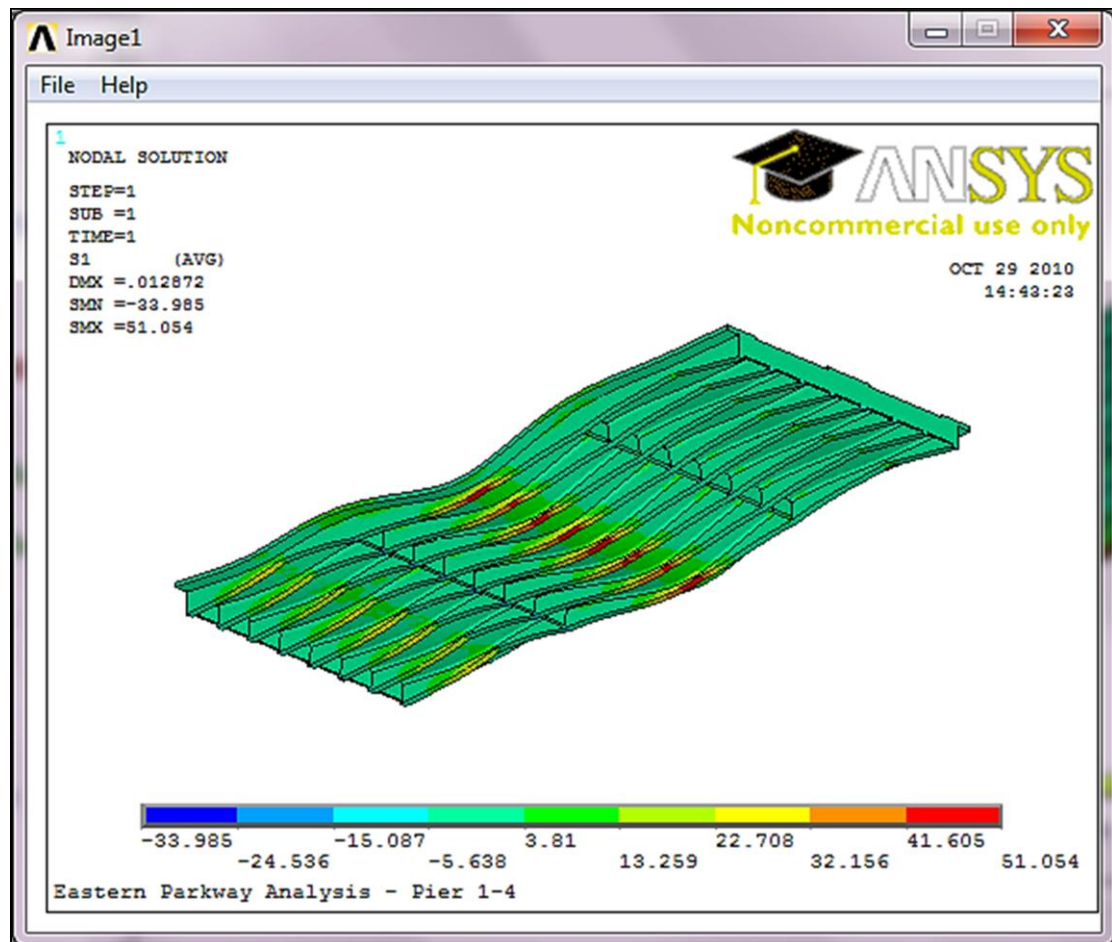 Image1
File Help
1
NODAL SOLUTION
STEP=1
SUB =1
TIME=1
S1 (AVG)
DMX =.012872
SMN =-33.985
SMX =51.054
ANSYS
Noncommercial use only
OCT 29 2010
14:43:23
-33.985 -15.087 3.81 22.708 41.605
-24.536 -5.638 13.259 32.156 51.054
Eastern Parkway Analysis - Pier 1-4